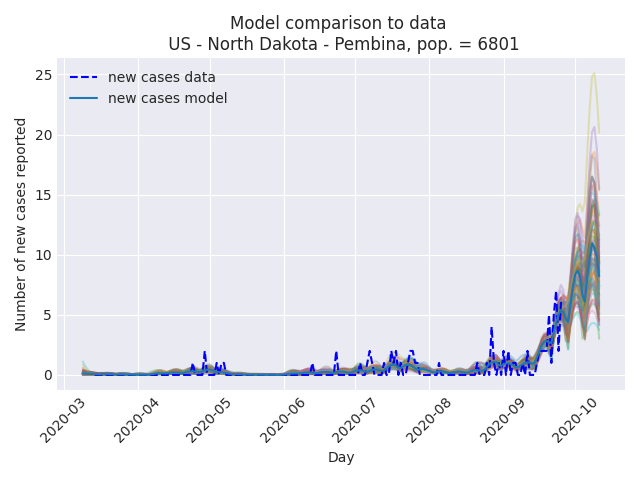 Model comparison to data
US - North Dakota - Pembina, pop. = 6801
new cases data
new cases model
Number of new cases reported
25
20
15
10
5
0
2020-03
2020-04
2020-05
2020-06
2020-07
2020-08
2020-09
2020-10
Day